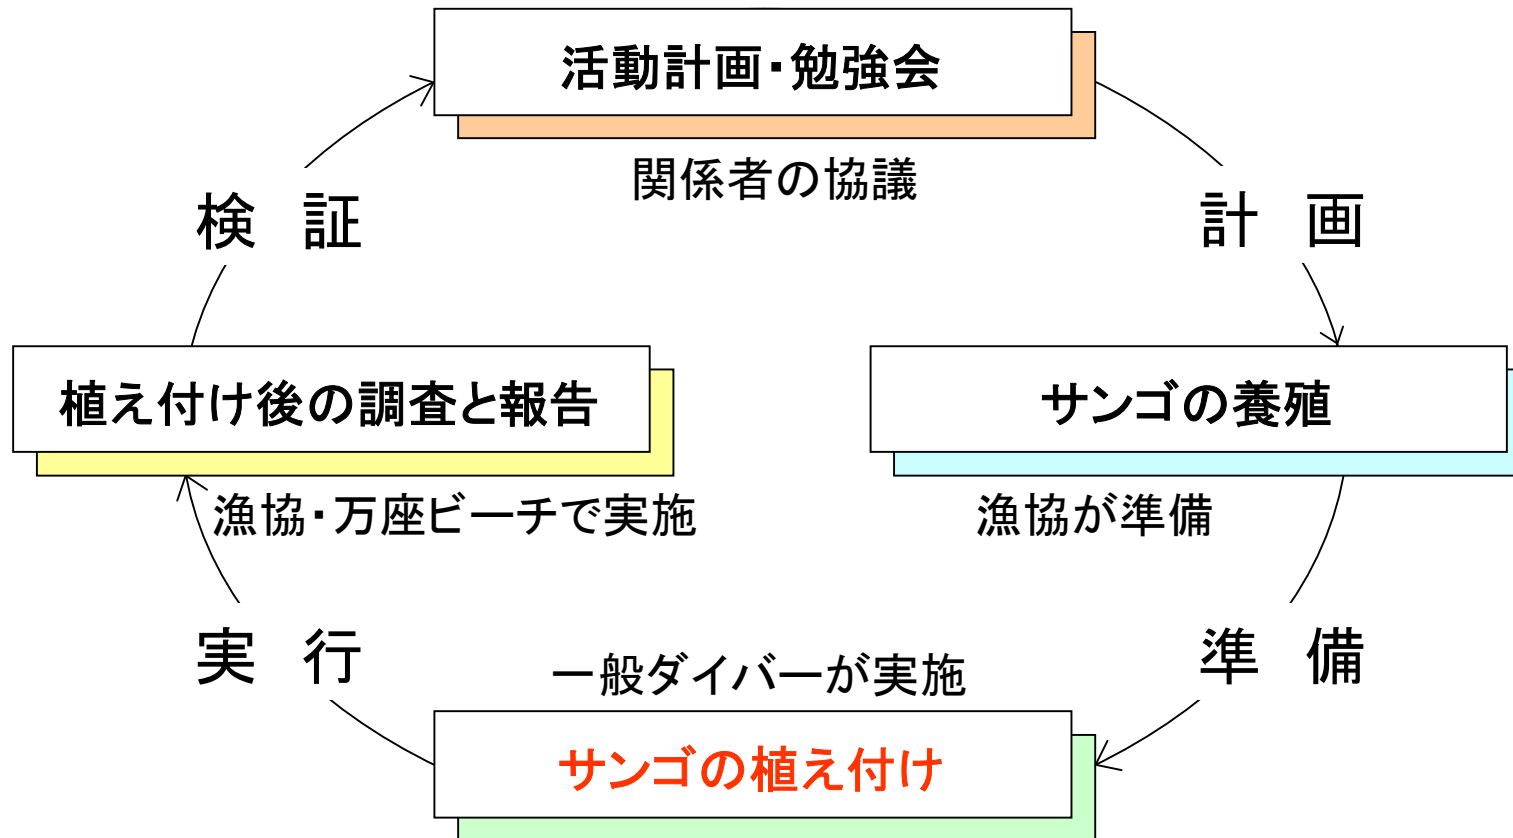 活動計画・勉強会
関係者の協議
検 証
計 画
植え付け後の調査と報告
サンゴの養殖
漁協・万座ビーチで実施
漁協が準備
実 行
準 備
一般ダイバーが実施
サンゴの植え付け